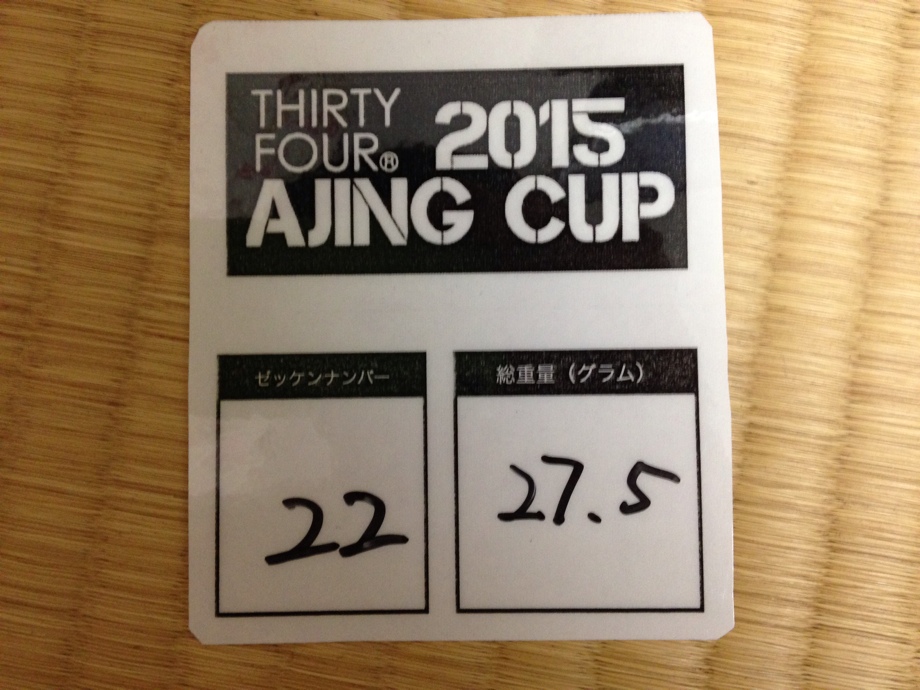 THIRTY
FOUR® 2015
AJING CUP
ゼッケンナンバー
22
総重量（グラム）
27.5